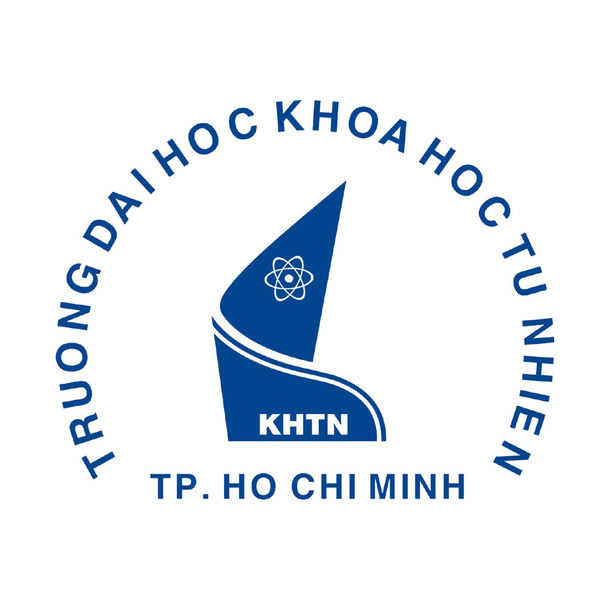 TRUONG DAI HOC KHOA HOC TU NHIEN
KHTN
TP. HO CHI MINH